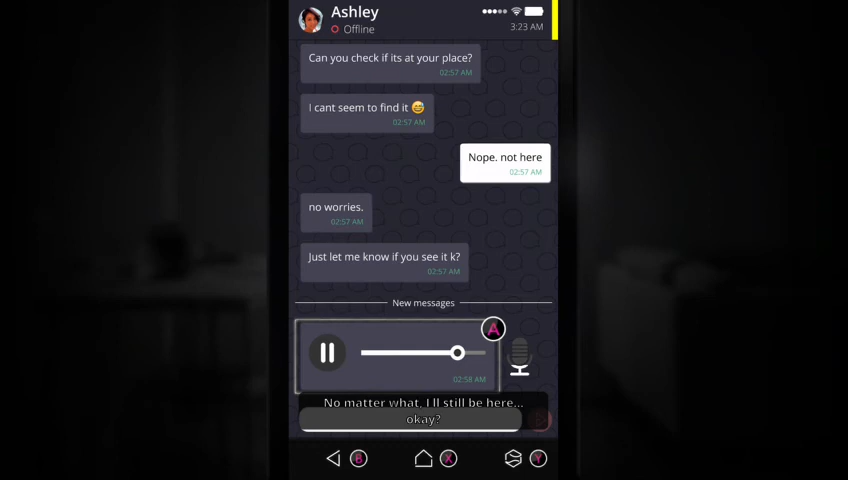 Ashley
Offline
3:23 AM
Can you check if its at your place?
02:57 AM
I cant seem to find it 😅
02:57 AM
Nope. not here
02:57 AM
no worries.
02:57 AM
Just let me know if you see it k?
02:57 AM
New messages
A
02:58 AM
No matter what, I ll still be here...
okay?
B
X
Y